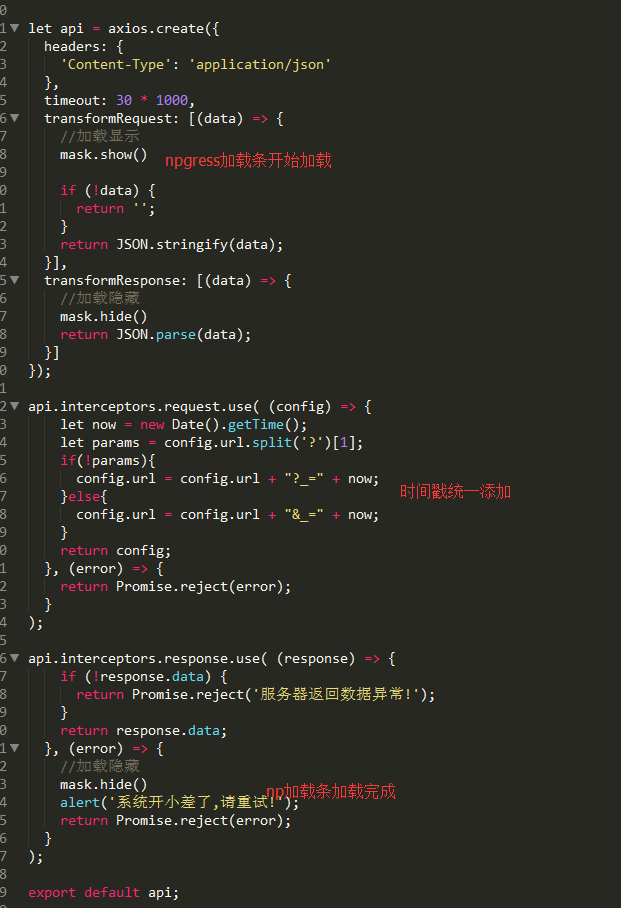 0
1 let api = axios.create({
2 headers: {
3 'Content-Type': 'application/json'
4 },
5 timeout: 30 * 1000,
6 transformRequest: [(data) => {
7 //加载显示
8 mask.show() npgress加载条开始加载
9
0 if (!data) {
1 return '';
2 }
3 return JSON.stringify(data);
4 }],
5 transformResponse: [(data) => {
6 //加载隐藏
7 mask.hide()
8 return JSON.parse(data);
9 }]
0 });
1
2 api.interceptors.request.use( (config) => {
3 let now = new Date().getTime();
4 let params = config.url.split('?')[1];
5 if(!params){
6 config.url = config.url + "?_=" + now;
7 }else{ 时间戳统一添加
8 config.url = config.url + "&_=" + now;
9 }
0 return config;
1 }, (error) => {
2 return Promise.reject(error);
3 }
4 );
5
6 api.interceptors.response.use( (response) => {
7 if (!response.data) {
8 return Promise.reject('服务器返回数据异常!');
9 }
0 return response.data;
1 }, (error) => {
2 //加载隐藏
3 mask.hide() np加载条加载完成
4 alert('系统开小差了,请重试!');
5 return Promise.reject(error);
6 }
7 );
8
9 export default api;